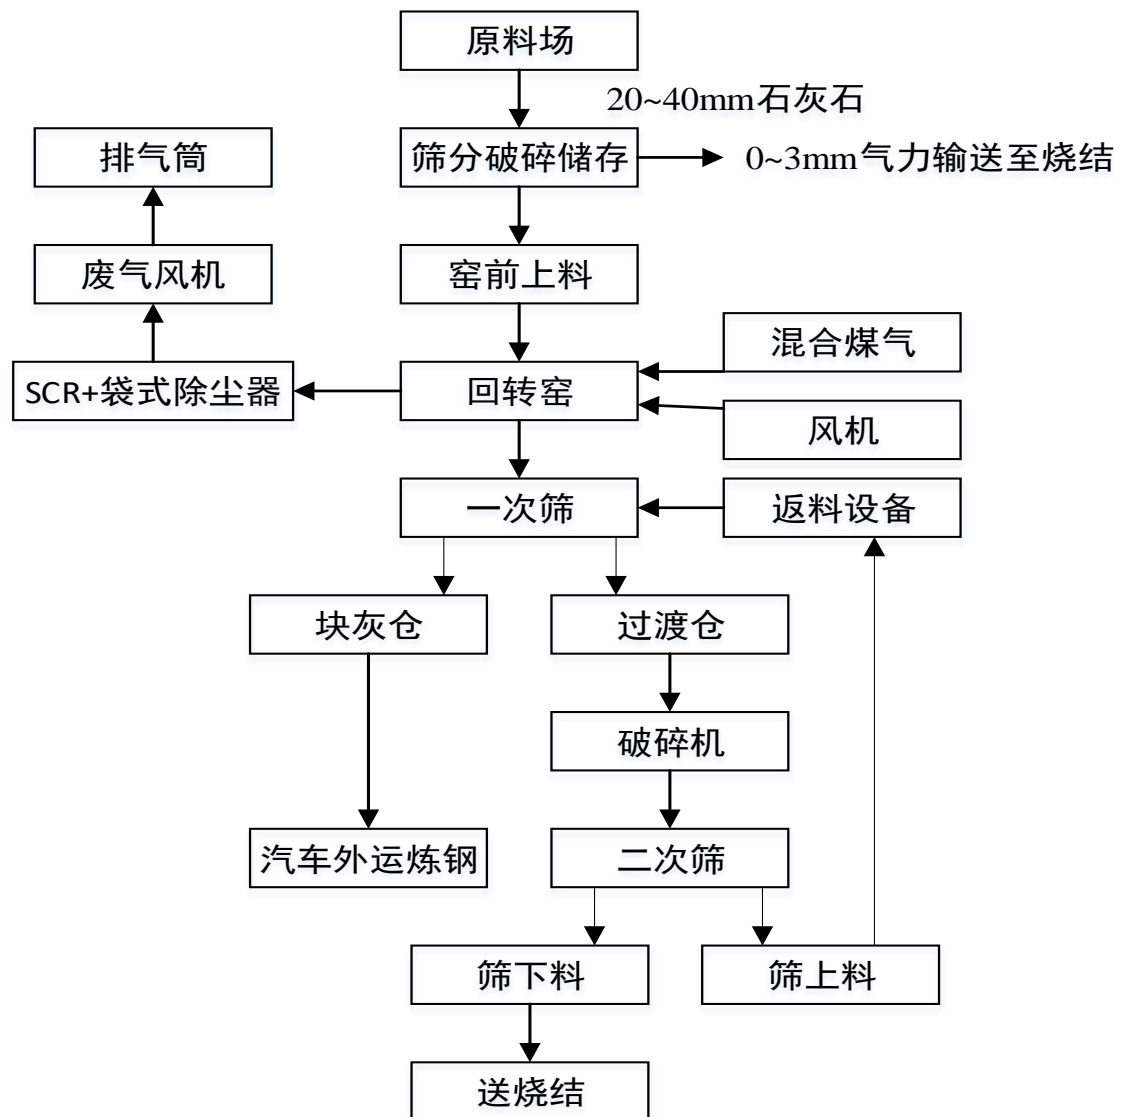 原料场
20~40mm石灰石
排气筒
筛分破碎储存
0~3mm气力输送至烧结
废气风机
窑前上料
混合煤气
SCR+袋式除尘器
回转窑
风机
一次筛
返料设备
块灰仓
过渡仓
破碎机
汽车外运炼钢
二次筛
筛下料
筛上料
送烧结